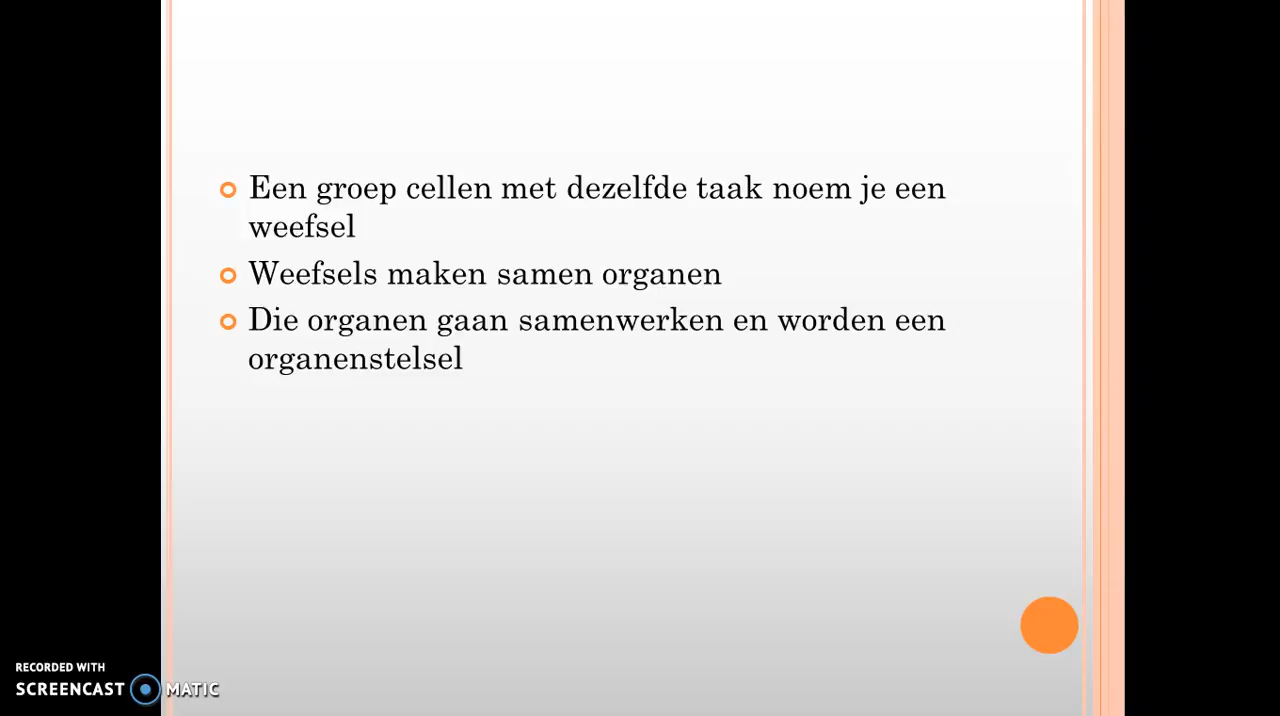 Een groep cellen met dezelfde taak noem je een
weefsel
Weefsels maken samen organen
Die organen gaan samenwerken en worden een
organenstelsel
RECORDED WITH
SCREENCAST MATIC